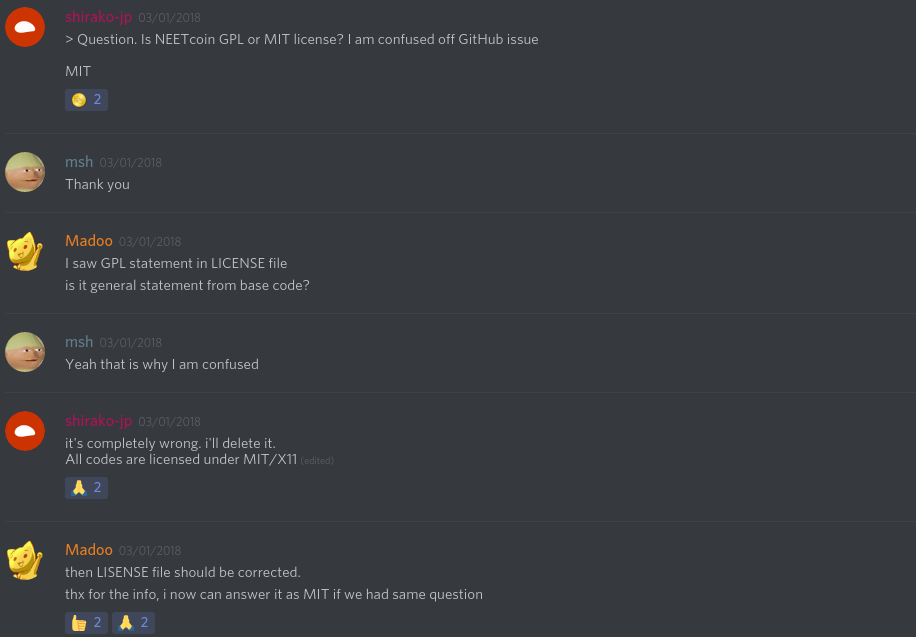 shirako-jp 03/01/2018
> Question. Is NEETcoin GPL or MIT license? I am confused off GitHub issue
MIT
2
msh 03/01/2018
Thank you
Madoo 03/01/2018
I saw GPL statement in LICENSE file
is it general statement from base code?
msh 03/01/2018
Yeah that is why I am confused
shirako-jp 03/01/2018
it's completely wrong. i'll delete it.
All codes are licensed under MIT/X11 (edited)
2
Madoo 03/01/2018
then LISENSE file should be corrected.
thx for the info, i now can answer it as MIT if we had same question
2 2